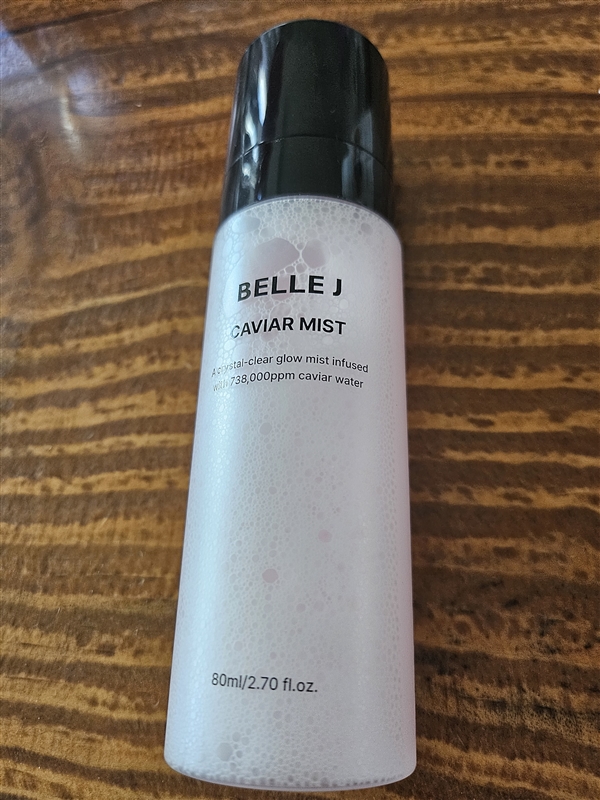 BELLE J
CAVIAR MIST
A crystal-clear glow mist infused
with 738,000ppm caviar water
80ml/2.70 fl.oz.